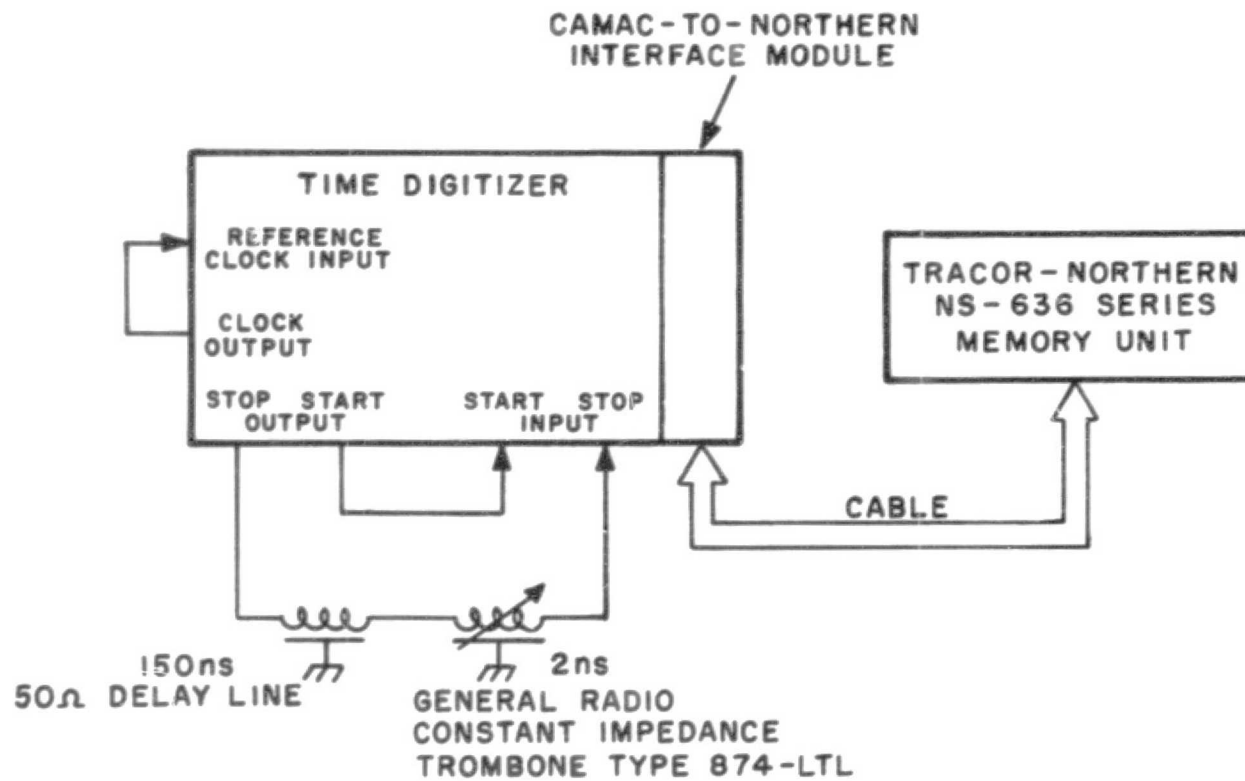 CAMAC-TO-NORTHERN
INTERFACE MODULE
TIME DIGITIZER
REFERENCE
CLOCK INPUT
CLOCK
OUTPUT
STOP START
OUTPUT
START STOP
INPUT
TRACOR-NORTHERN
NS-636 SERIES
MEMORY UNIT
CABLE
150ns
50Ω DELAY LINE
2ns
GENERAL RADIO
CONSTANT IMPEDANCE
TROMBONE TYPE 874-LTL